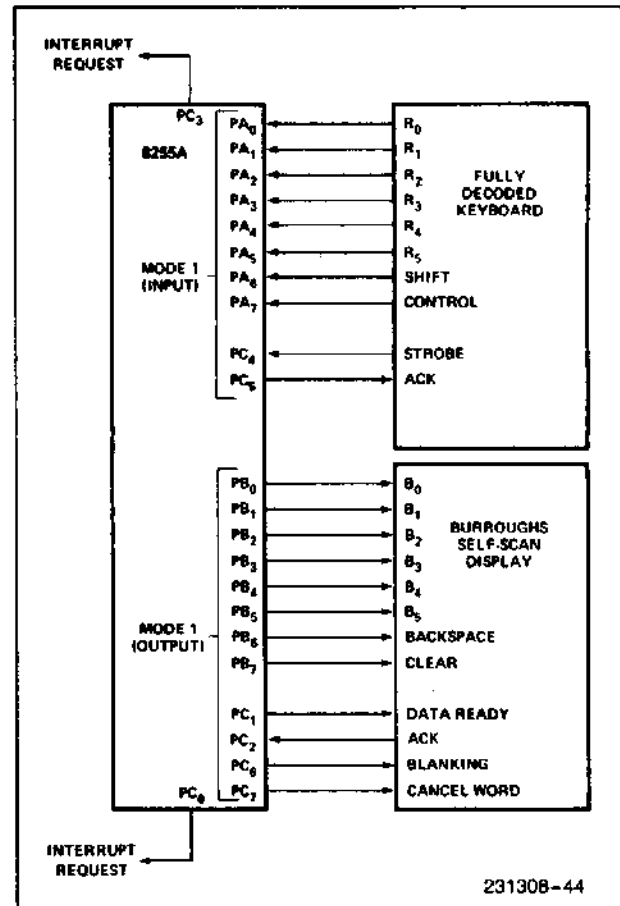 INTERRUPT
REQUEST
PC₃
8255A
MODE 1
(INPUT)
PA₀
PA₁
PA₂
PA₃
PA₄
PA₅
PA₆
PA₇
PC₄
PC₅
R₀
R₁
R₂
R₃
R₄
R₅
SHIFT
CONTROL
STROBE
ACK
FULLY
DECODED
KEYBOARD
MODE 1
(OUTPUT)
PB₀
PB₁
PB₂
PB₃
PB₄
PB₅
PB₆
PB₇
PC₁
PC₂
PC₆
PC₇
B₀
B₁
B₂
B₃
B₄
B₅
BACKSPACE
CLEAR
DATA READY
ACK
BLANKING
CANCEL WORD
BURROUGHS
SELF-SCAN
DISPLAY
PC₀
INTERRUPT
REQUEST
231308-44